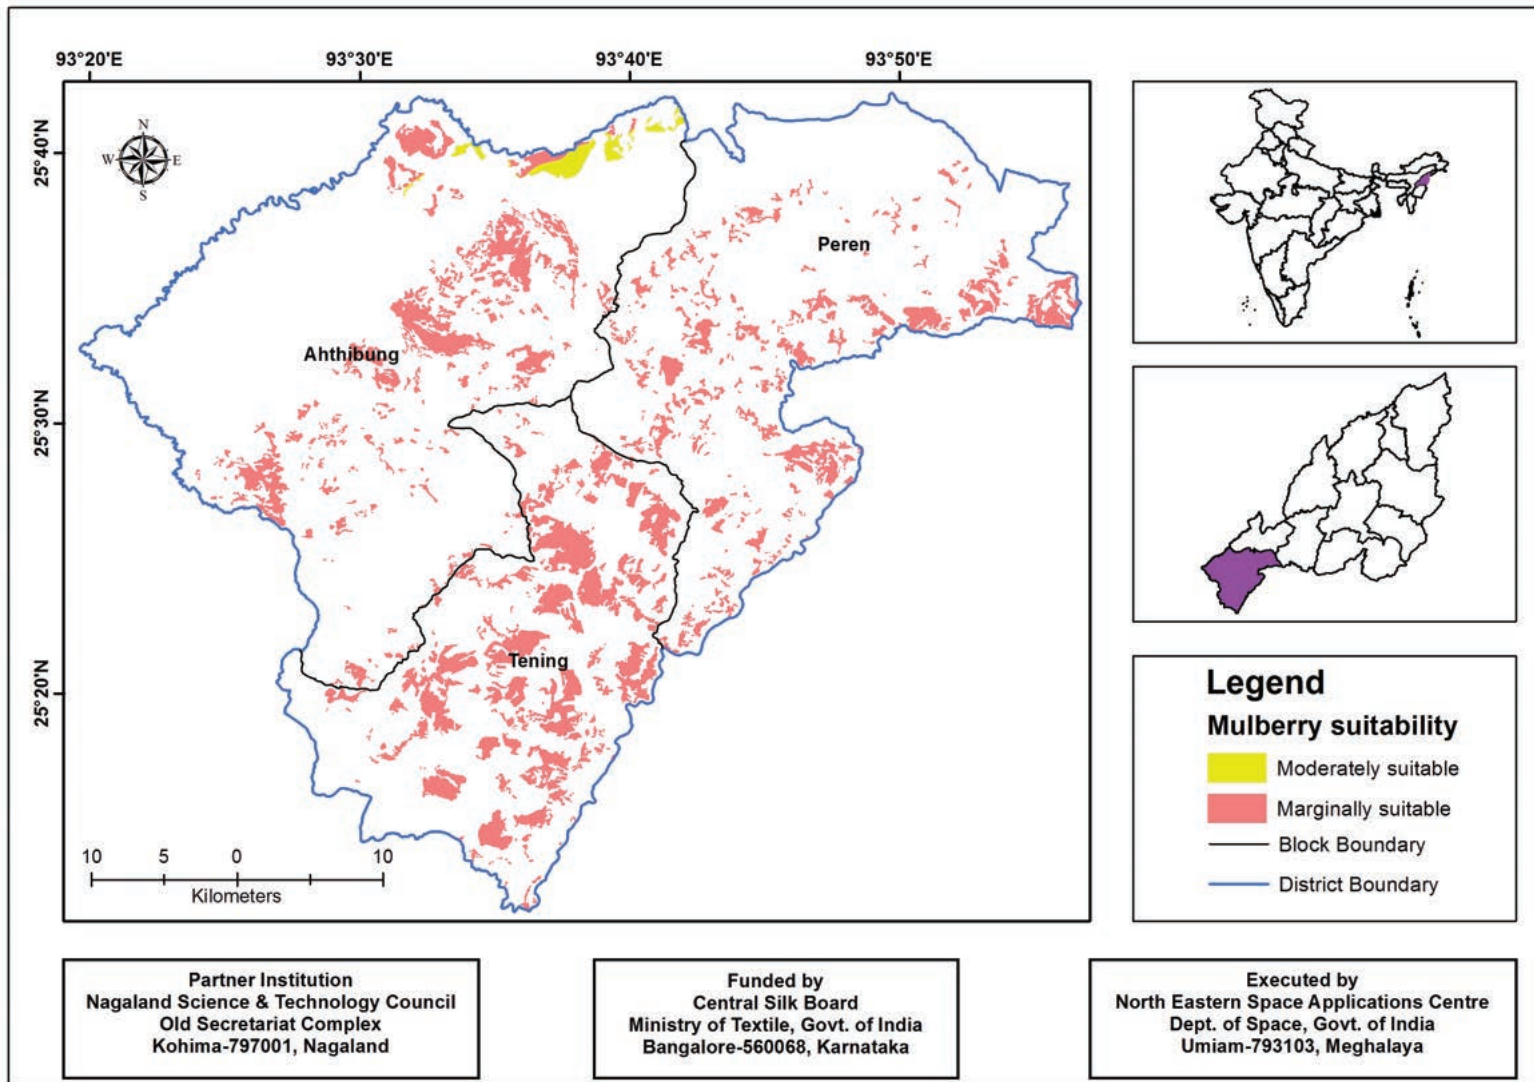 93°20'E
93°30'E
93°40'E
93°50'E
25°40'N
25°30'N
25°20'N
N
W
E
S
Peren
Ahthibung
Tening
10 5 0 10
Kilometers
Legend
Mulberry suitability
Moderately suitable
Marginally suitable
Block Boundary
District Boundary
Partner Institution
Nagaland Science & Technology Council
Old Secretariat Complex
Kohima-797001, Nagaland
Funded by
Central Silk Board
Ministry of Textile, Govt. of India
Bangalore-560068, Karnataka
Executed by
North Eastern Space Applications Centre
Dept. of Space, Govt. of India
Umiam-793103, Meghalaya